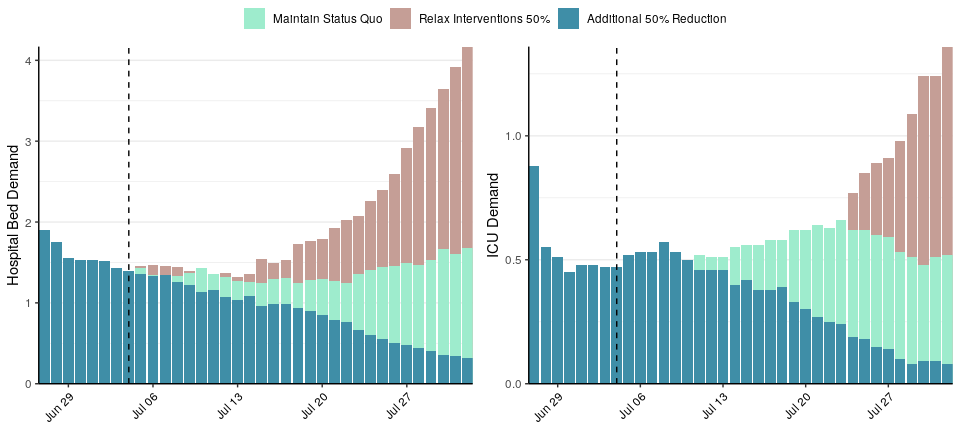 Maintain Status Quo
Relax Interventions 50%
Additional 50% Reduction
Hospital Bed Demand
4
3
2
1
0
Jun 29
Jul 06
Jul 13
Jul 20
Jul 27
ICU Demand
1.0
0.5
0.0
Jun 29
Jul 06
Jul 13
Jul 20
Jul 27